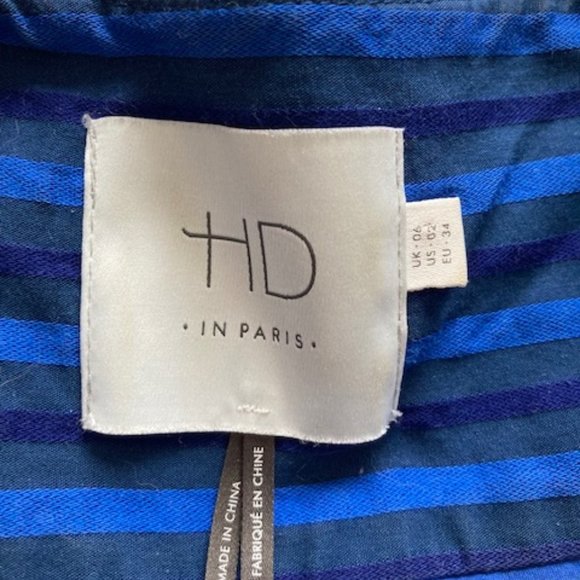 HD
· IN PARIS ·
UK · 06
US · 02
EU · 34
MADE IN CHINA
FABRIQUÉ EN CHINE